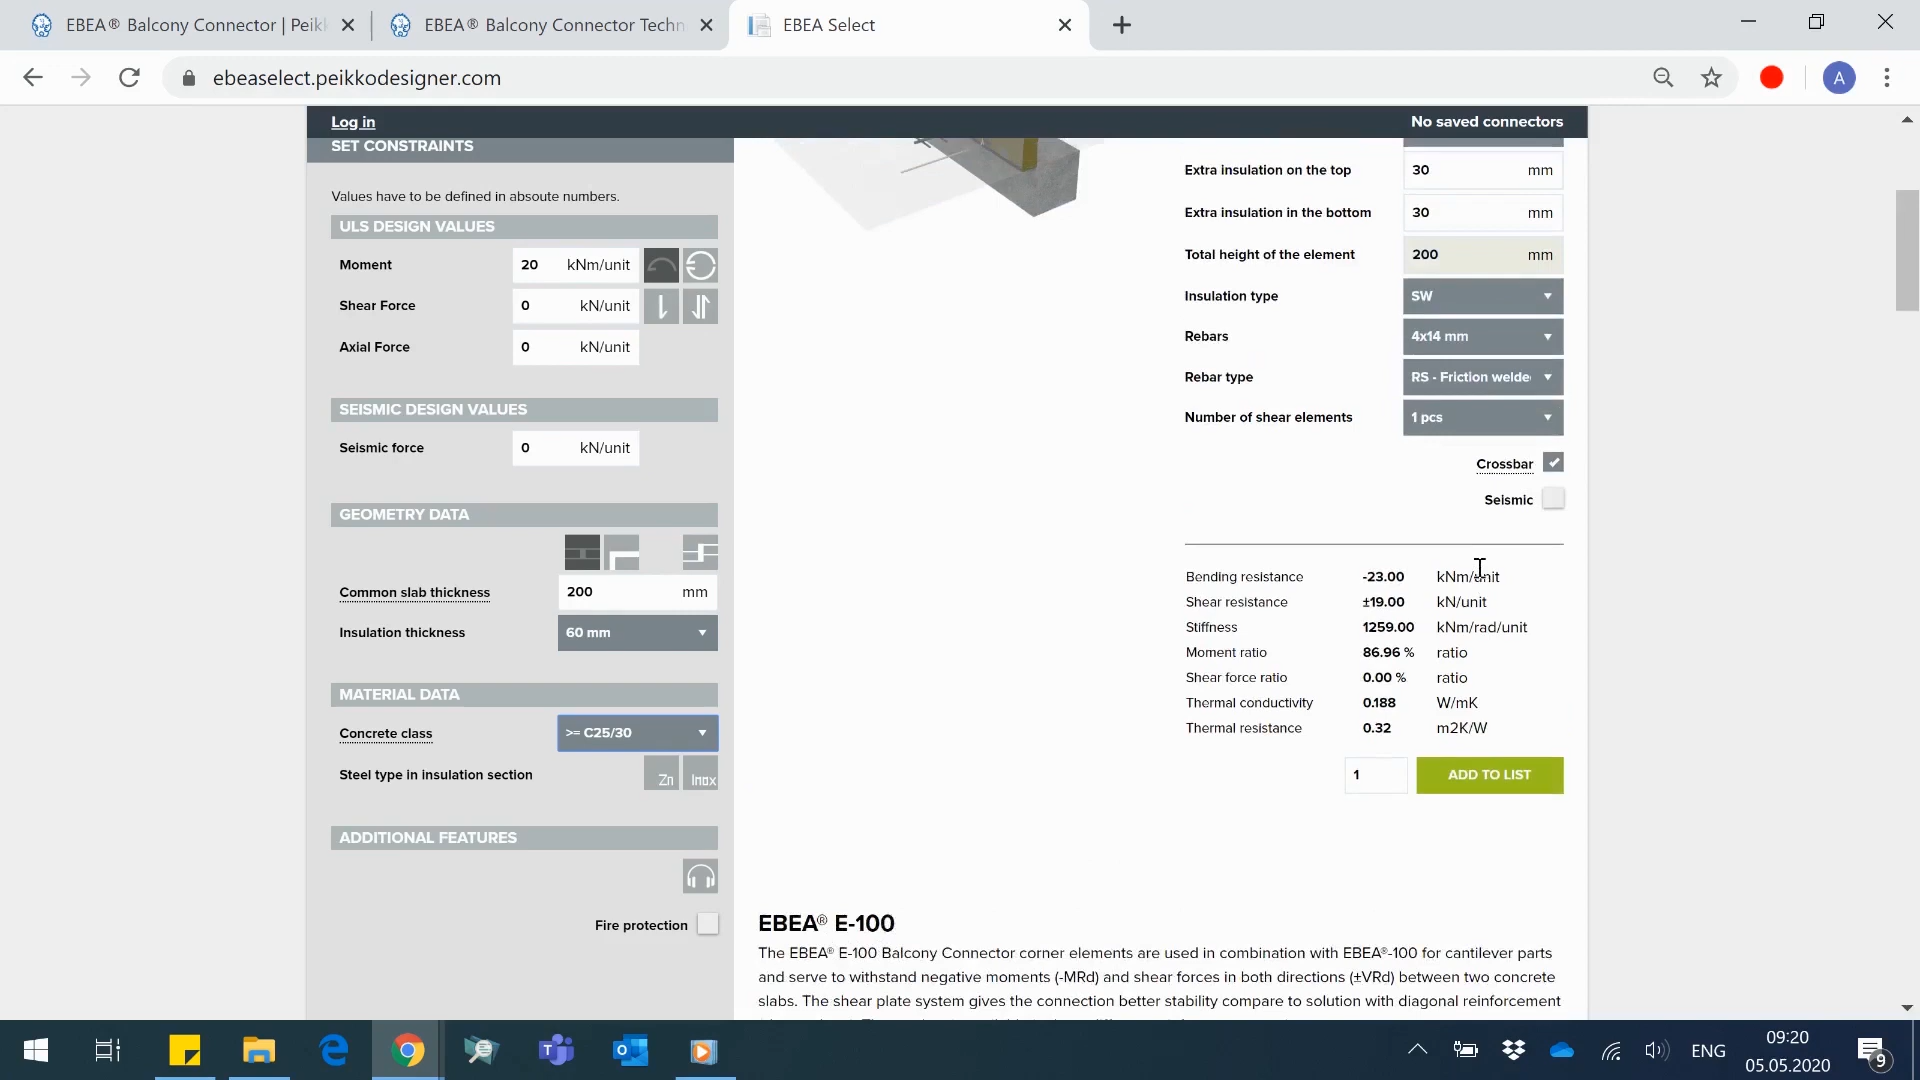 EBEA® Balcony Connector | Peikk
EBEA® Balcony Connector Techn
EBEA Select
ebeaselect.peikkodesigner.com
A
Log in
No saved connectors
SET CONSTRAINTS
Values have to be defined in absoute numbers.
ULS DESIGN VALUES
Moment 20 kNm/unit
Shear Force 0 kN/unit
Axial Force 0 kN/unit
SEISMIC DESIGN VALUES
Seismic force 0 kN/unit
GEOMETRY DATA
Common slab thickness 200 mm
Insulation thickness 60 mm
MATERIAL DATA
Concrete class >= C25/30
Steel type in insulation section Zn Inox
ADDITIONAL FEATURES
Fire protection
Extra insulation on the top 30 mm
Extra insulation in the bottom 30 mm
Total height of the element 200 mm
Insulation type SW
Rebars 4x14 mm
Rebar type RS - Friction welde
Number of shear elements 1 pcs
Crossbar
Seismic
Bending resistance -23.00 kNm/unit
Shear resistance ±19.00 kN/unit
Stiffness 1259.00 kNm/rad/unit
Moment ratio 86.96 % ratio
Shear force ratio 0.00 % ratio
Thermal conductivity 0.188 W/mK
Thermal resistance 0.32 m2K/W
1 ADD TO LIST
EBEA® E-100
The EBEA® E-100 Balcony Connector corner elements are used in combination with EBEA®-100 for cantilever parts
and serve to withstand negative moments (-MRd) and shear forces in both directions (±VRd) between two concrete
slabs. The shear plate system gives the connection better stability compare to solution with diagonal reinforcement
ENG
09:20
05.05.2020
9